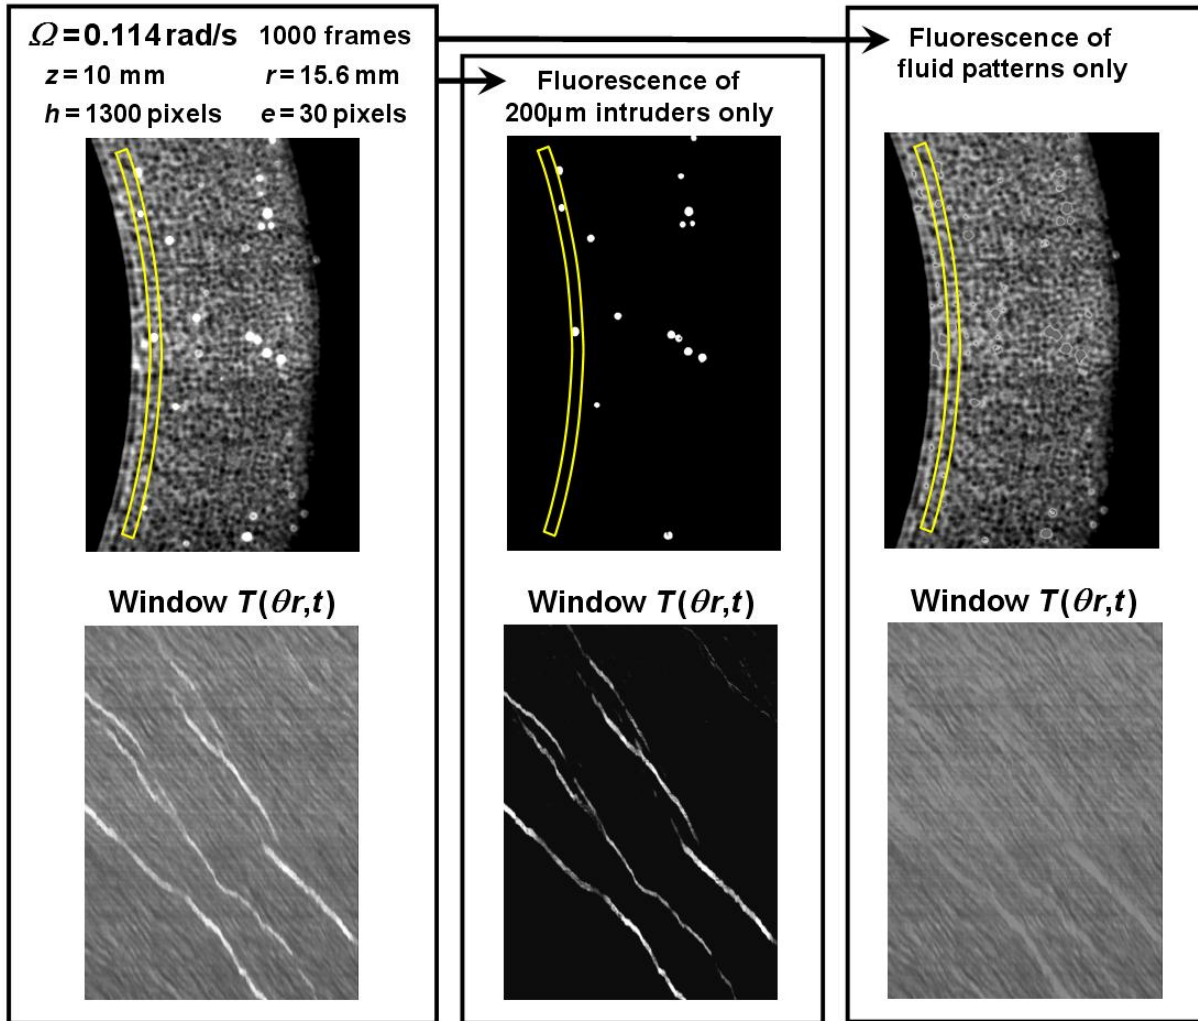 Ω = 0.114 rad/s 1000 frames
z = 10 mm r = 15.6 mm
h = 1300 pixels e = 30 pixels
Fluorescence of
200µm intruders only
Fluorescence of
fluid patterns only
Window T(θr,t)
Window T(θr,t)
Window T(θr,t)